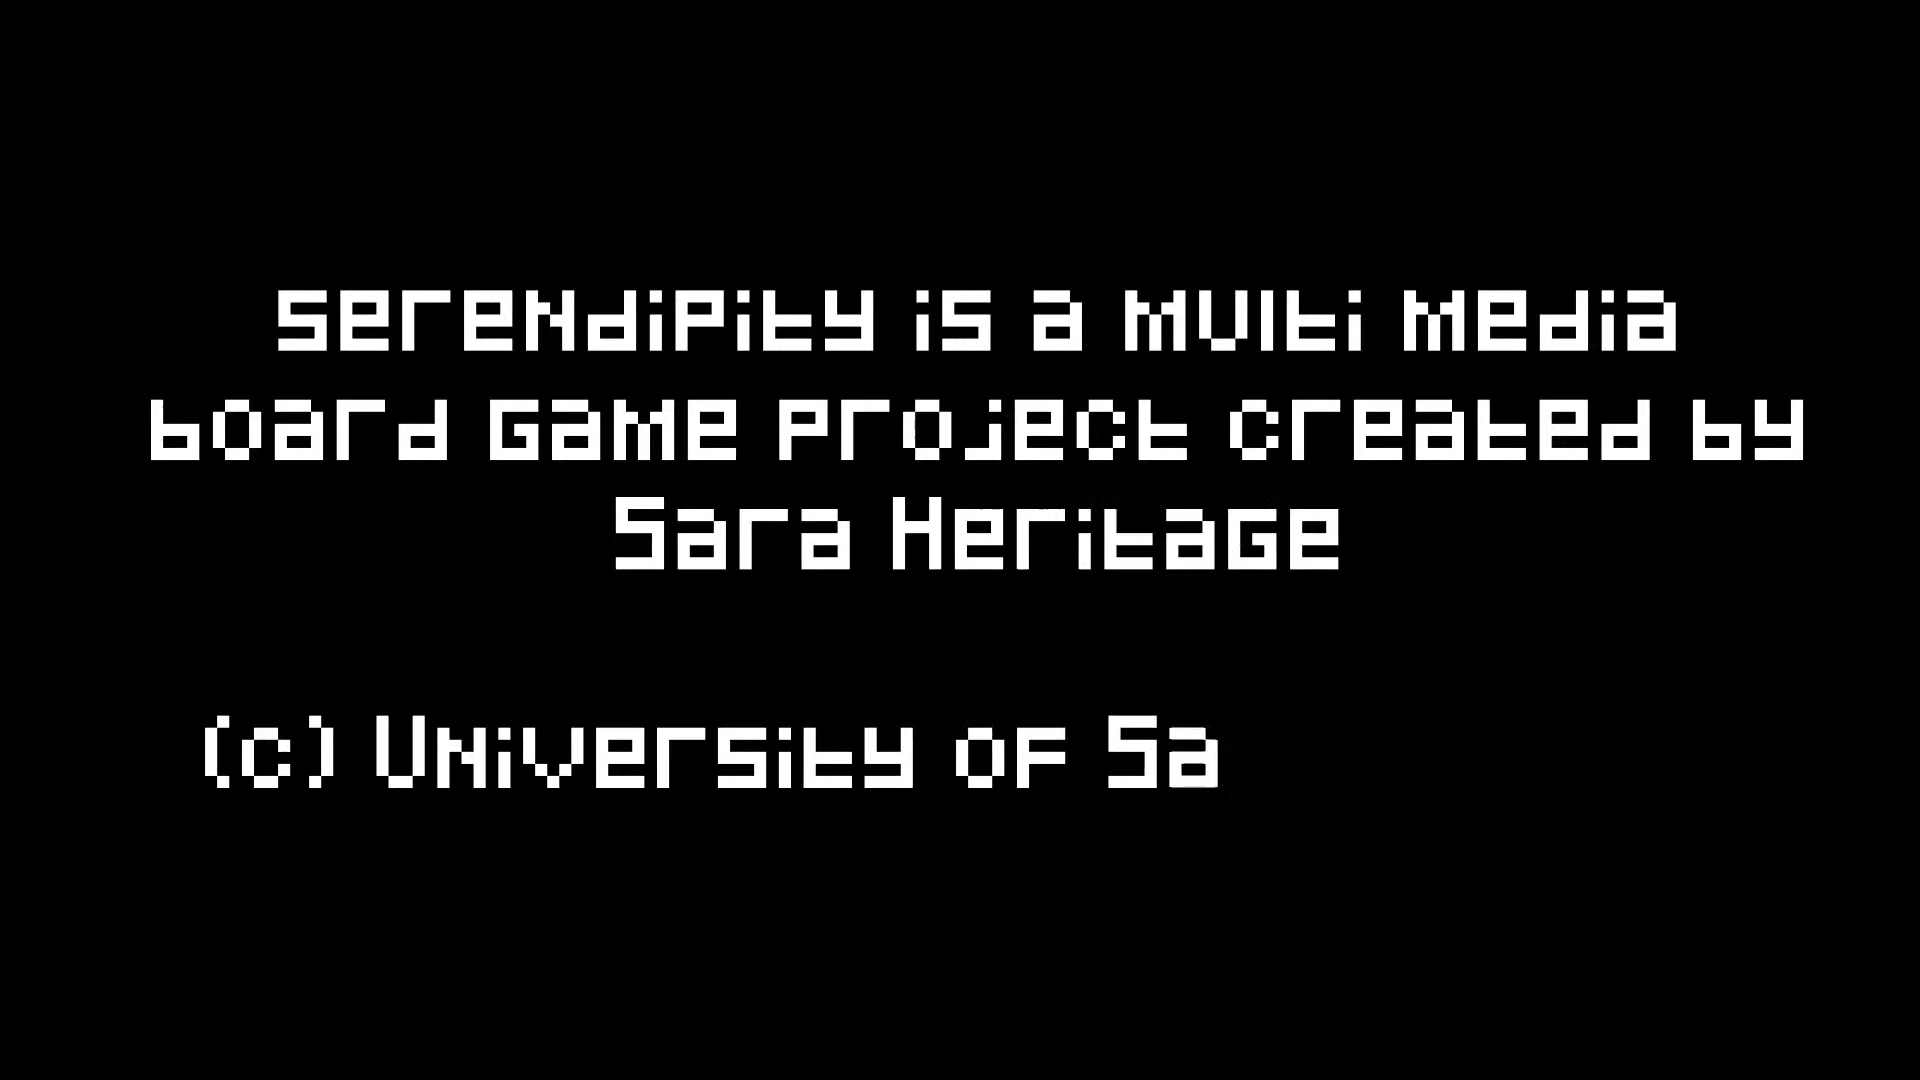 serendipity is a multi media
board game project created by
Sara Heritage
(c) University of Sa